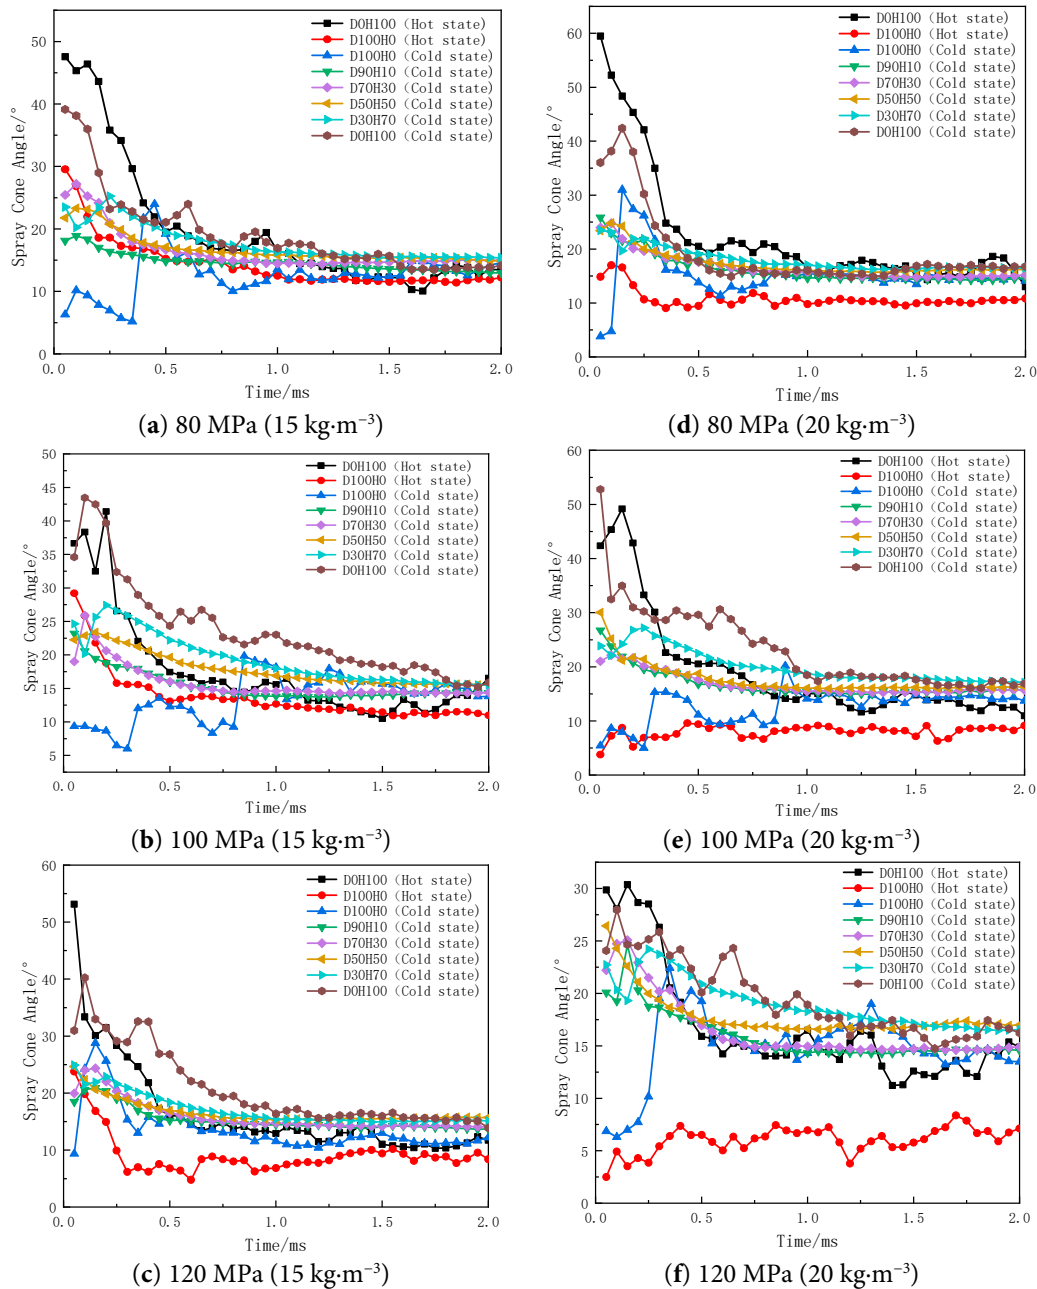 D0H100 (Hot state)
D100H0 (Hot state)
D100H0 (Cold state)
D90H10 (Cold state)
D70H30 (Cold state)
D50H50 (Cold state)
D30H70 (Cold state)
D0H100 (Cold state)
Spray Cone Angle/°
50
40
30
20
10
0
0.0 0.5 1.0 1.5 2.0
Time/ms
(a) 80 MPa (15 kg·m⁻³)
D0H100 (Hot state)
D100H0 (Hot state)
D100H0 (Cold state)
D90H10 (Cold state)
D70H30 (Cold state)
D50H50 (Cold state)
D30H70 (Cold state)
D0H100 (Cold state)
Spray Cone Angle/°
60
50
40
30
20
10
0
0.0 0.5 1.0 1.5 2.0
Time/ms
(d) 80 MPa (20 kg·m⁻³)
D0H100 (Hot state)
D100H0 (Hot state)
D100H0 (Cold state)
D90H10 (Cold state)
D70H30 (Cold state)
D50H50 (Cold state)
D30H70 (Cold state)
D0H100 (Cold state)
Spray Cone Angle/°
50
45
40
35
30
25
20
15
10
5
0.0 0.5 1.0 1.5 2.0
Time/ms
(b) 100 MPa (15 kg·m⁻³)
D0H100 (Hot state)
D100H0 (Hot state)
D100H0 (Cold state)
D90H10 (Cold state)
D70H30 (Cold state)
D50H50 (Cold state)
D30H70 (Cold state)
D0H100 (Cold state)
Spray Cone Angle/°
60
50
40
30
20
10
0
0.0 0.5 1.0 1.5 2.0
Time/ms
(e) 100 MPa (20 kg·m⁻³)
D0H100 (Hot state)
D100H0 (Hot state)
D100H0 (Cold state)
D90H10 (Cold state)
D70H30 (Cold state)
D50H50 (Cold state)
D30H70 (Cold state)
D0H100 (Cold state)
Spray Cone Angle/°
60
50
40
30
20
10
0
0.0 0.5 1.0 1.5 2.0
Time/ms
(c) 120 MPa (15 kg·m⁻³)
D0H100 (Hot state)
D100H0 (Hot state)
D100H0 (Cold state)
D90H10 (Cold state)
D70H30 (Cold state)
D50H50 (Cold state)
D30H70 (Cold state)
D0H100 (Cold state)
Spray Cone Angle/°
30
25
20
15
10
5
0
0.0 0.5 1.0 1.5 2.0
Time/ms
(f) 120 MPa (20 kg·m⁻³)